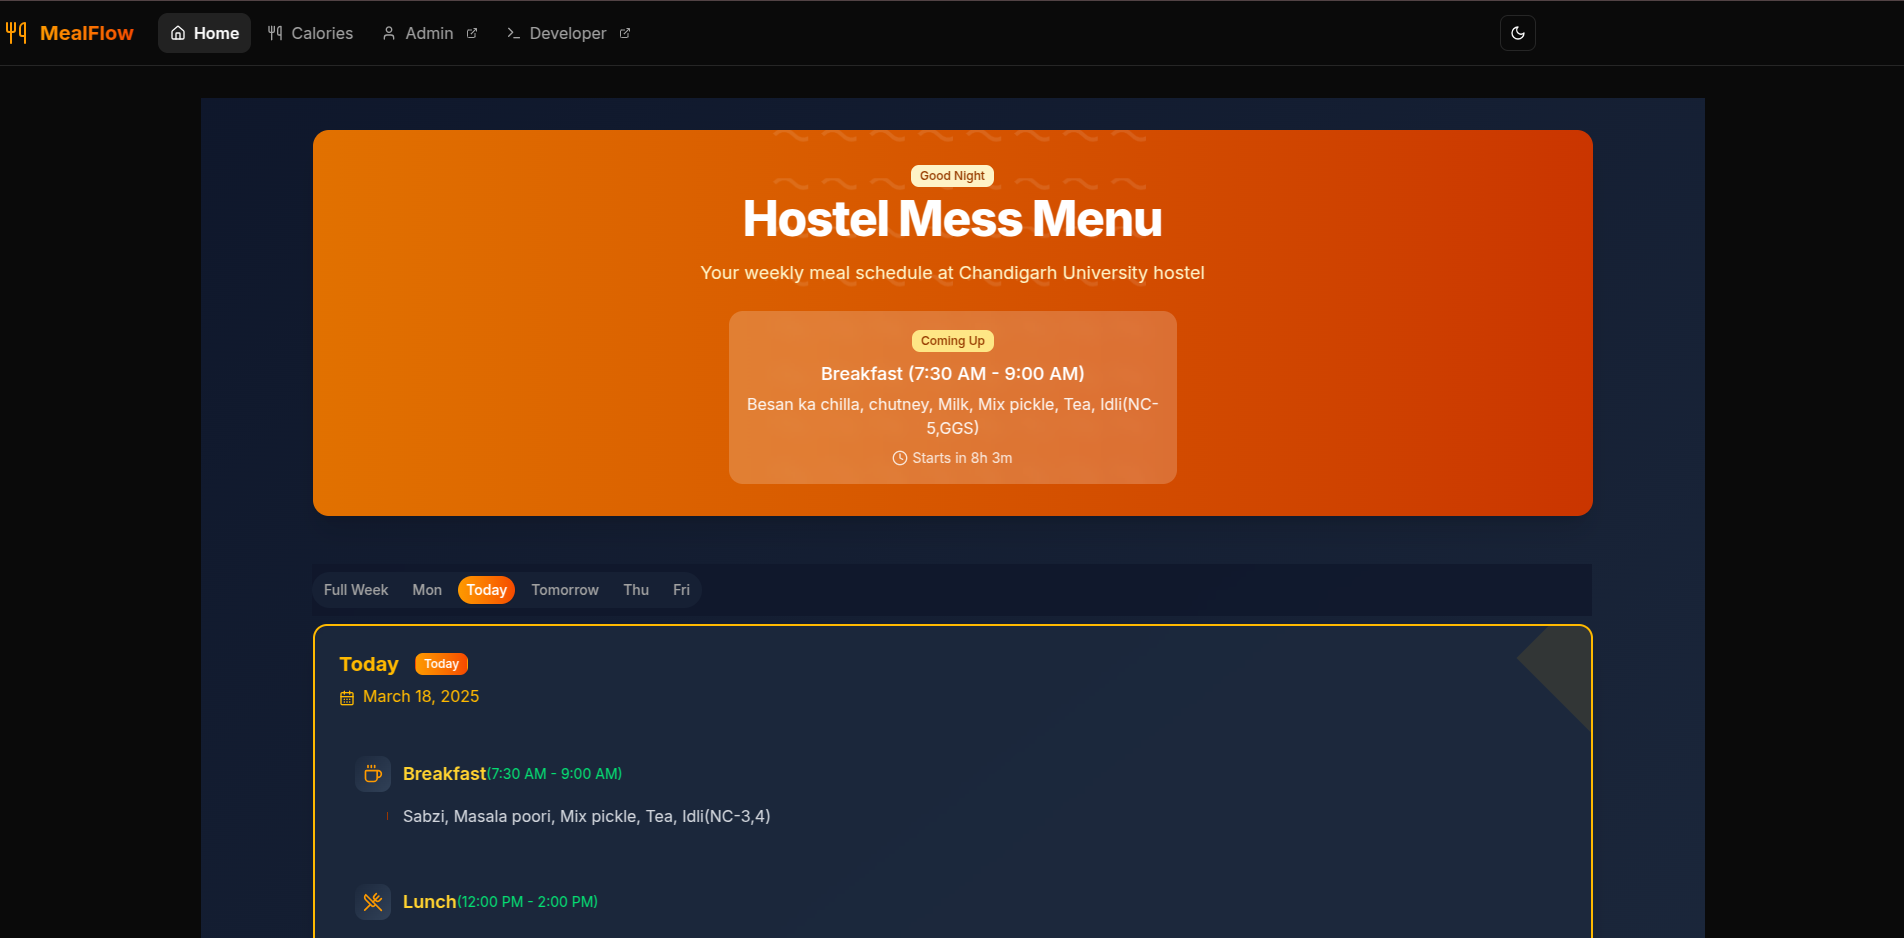 MealFlow Home Calories Admin Developer
Good Night
Hostel Mess Menu
Your weekly meal schedule at Chandigarh University hostel
Coming Up
Breakfast (7:30 AM - 9:00 AM)
Besan ka chilla, chutney, Milk, Mix pickle, Tea, Idli(NC-
5,GGS)
Starts in 8h 3m
Full Week Mon Today Tomorrow Thu Fri
Today Today
March 18, 2025
Breakfast(7:30 AM - 9:00 AM)
Sabzi, Masala poori, Mix pickle, Tea, Idli(NC-3,4)
Lunch(12:00 PM - 2:00 PM)